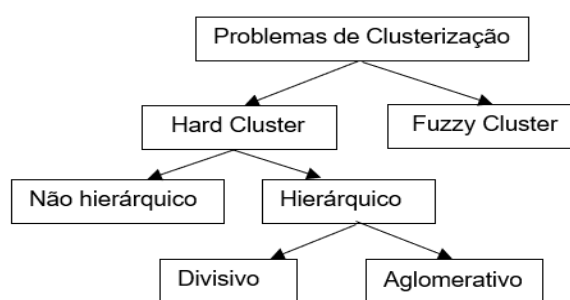 Problemas de Clusterização
Hard Cluster
Fuzzy Cluster
Não hierárquico
Hierárquico
Divisivo
Aglomerativo